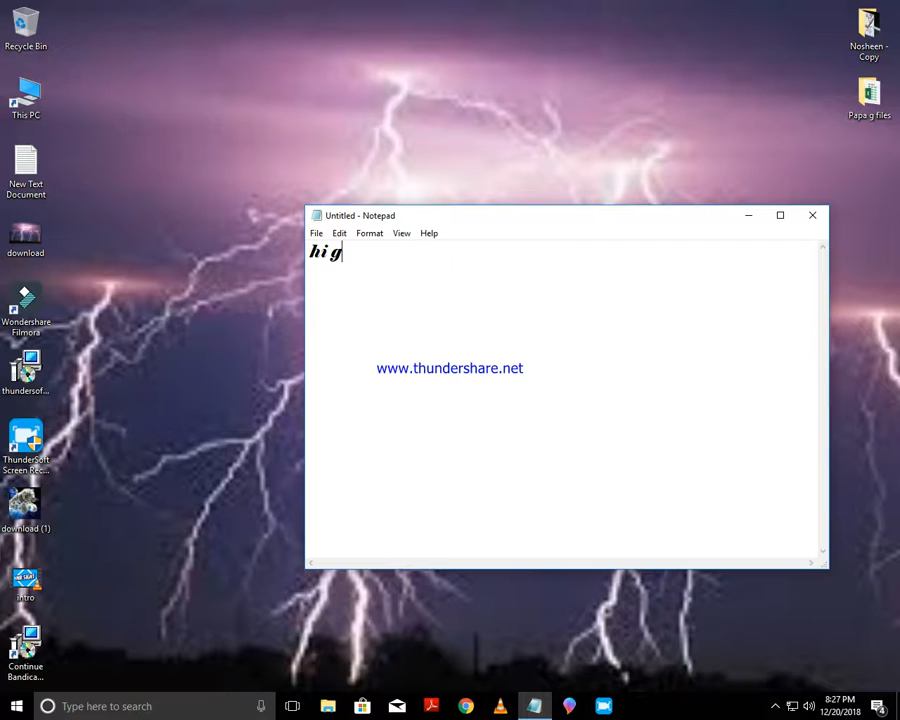 Recycle Bin
This PC
New Text
Document
download
Wondershare
Filmora
thundersof...
ThunderSoft
Screen Rec...
download (1)
intro
Continue
Bandica...
Nosheen -
Copy
Papa g files
Untitled - Notepad
File Edit Format View Help
hi g
www.thundershare.net
Type here to search
8:27 PM
12/20/2018
4